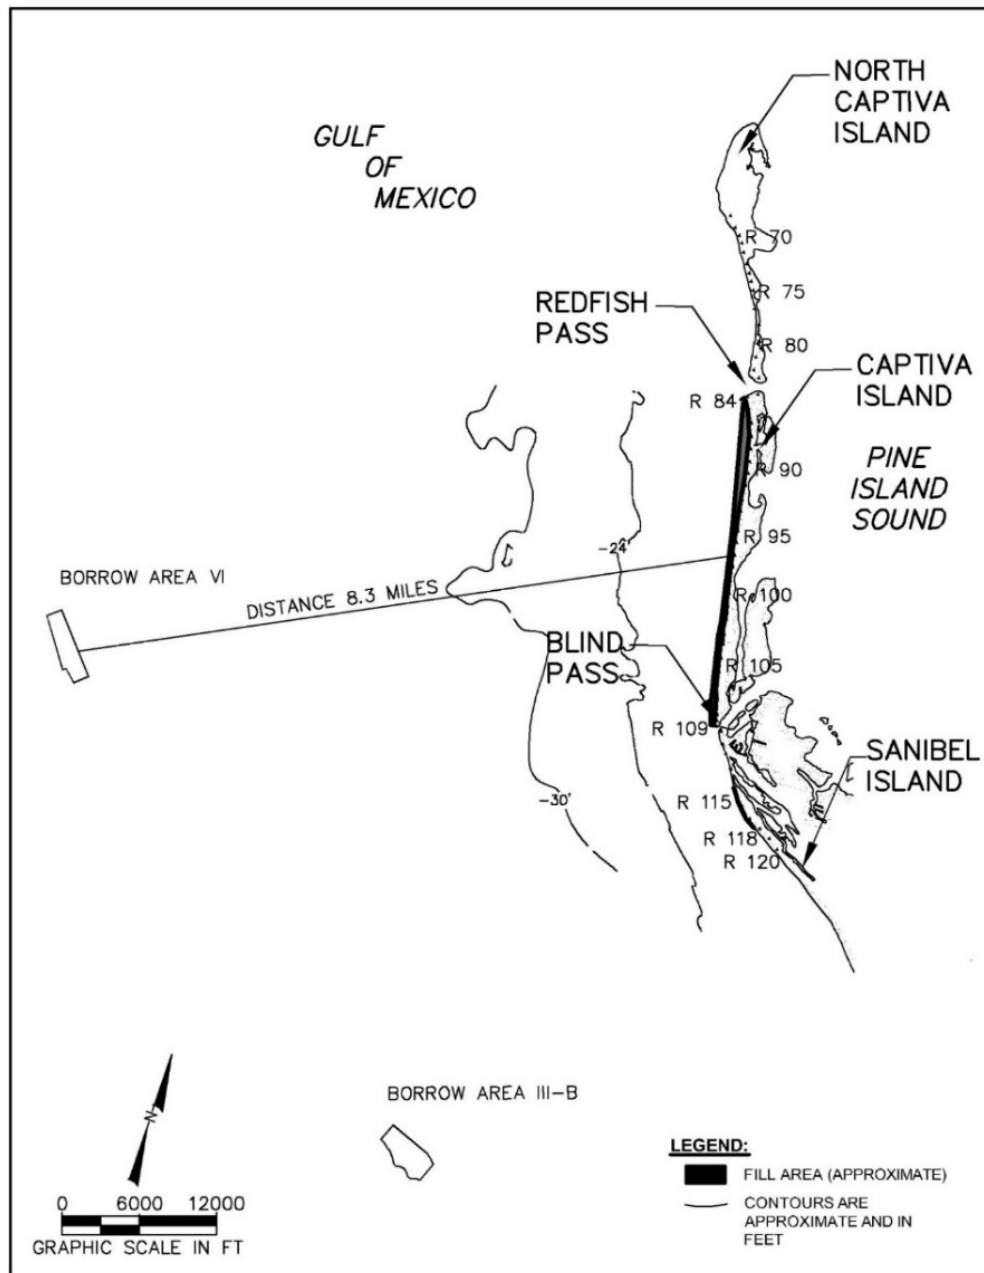 NORTH
CAPTIVA
ISLAND
GULF
OF
MEXICO
R 70
R 75
REDFISH
PASS
R 80
CAPTIVA
ISLAND
R 84
PINE
ISLAND
SOUND
R 90
R 95
-24'
BORROW AREA VI
DISTANCE 8.3 MILES
R 100
BLIND
PASS
R 105
R 109
SANIBEL
ISLAND
-30'
R 115
R 118
R 120
N
BORROW AREA III-B
LEGEND:
FILL AREA (APPROXIMATE)
CONTOURS ARE
APPROXIMATE AND IN
FEET
0 6000 12000
GRAPHIC SCALE IN FT